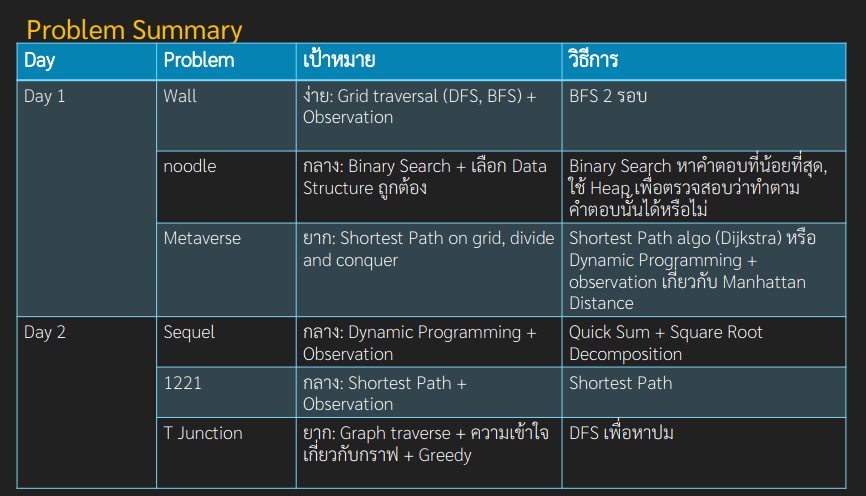 Problem Summary
Day Problem เป้าหมาย วิธีการ
Day 1 Wall ง่าย: Grid traversal (DFS, BFS) + BFS 2 รอบ
Observation
noodle กลาง: Binary Search + เลือก Data Binary Search หาคำตอบที่น้อยที่สุด,
Structure ถูกต้อง ใช้ Heap เพื่อตรวจสอบว่าทำตาม
คำตอบนั้นได้หรือไม่
Metaverse ยาก: Shortest Path on grid, divide Shortest Path algo (Dijkstra) หรือ
and conquer Dynamic Programming +
observation เกี่ยวกับ Manhattan
Distance
Day 2 Sequel กลาง: Dynamic Programming + Quick Sum + Square Root
Observation Decomposition
1221 กลาง: Shortest Path + Shortest Path
Observation
T Junction ยาก: Graph traverse + ความเข้าใจ DFS เพื่อหาปม
เกี่ยวกับกราฟ + Greedy